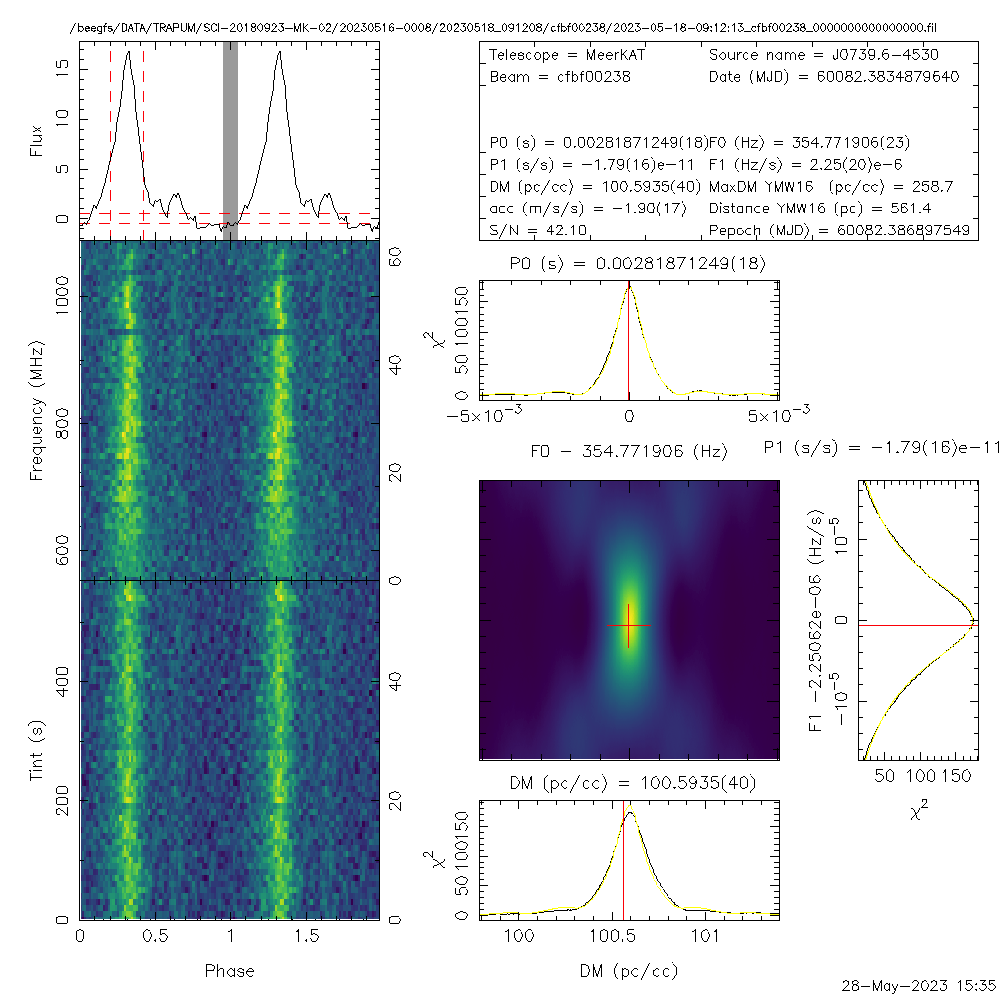 /beegfs/DATA/TRAPUM/SCI-20180923-MK-02/20230516-0008/20230518_091208/cfbf00238/2023-05-18-09:12:13_cfbf00238_0000000000000000.fil
Telescope = MeerKAT Source name = J0739.6-4530
Beam = cfbf00238 Date (MJD) = 60082.3834879640
P0 (s) = 0.00281871249(18) F0 (Hz) = 354.771906(23)
P1 (s/s) = -1.79(16)e-11 F1 (Hz/s) = 2.25(20)e-6
DM (pc/cc) = 100.5935(40) MaxDM YMW16 (pc/cc) = 258.7
acc (m/s/s) = -1.90(17) Distance YMW16 (pc) = 561.4
S/N = 42.10 Pepoch (MJD) = 60082.386897549
Flux
0 5 10 15
Frequency (MHz)
600 800 1000
0 20 40 60
Tint (s)
0 200 400
0 20 40
0 0.5 1 1.5
Phase
P0 (s) = 0.00281871249(18)
χ²
0 50 100 150
-5×10⁻³ 0 5×10⁻³
F0 - 354.771906 (Hz)
P1 (s/s) = -1.79(16)e-11
F1 -2.25062e-06 (Hz/s)
-10⁻⁵ 0 10⁻⁵
50 100 150
χ²
DM (pc/cc) = 100.5935(40)
χ²
0 50 100 150
100 100.5 101
DM (pc/cc)
28-May-2023 15:35